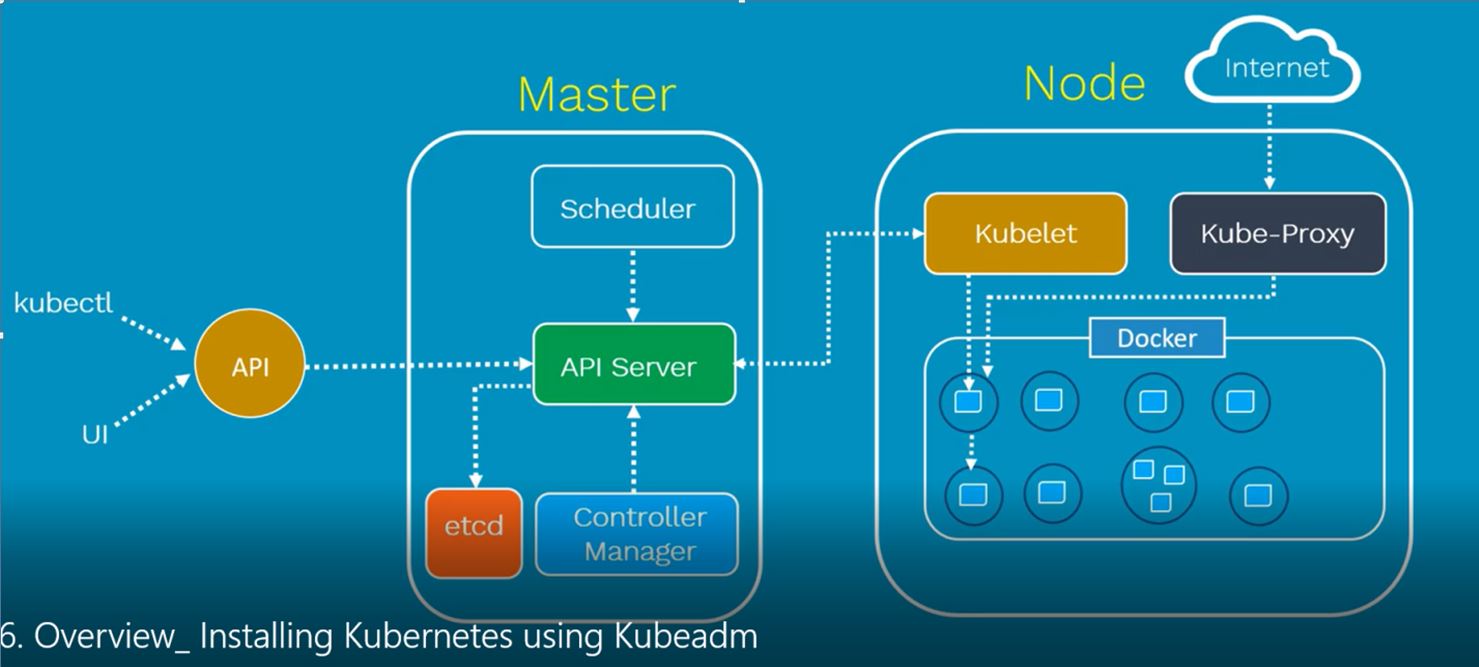 Master
Node
Internet
Scheduler
Kubelet
Kube-Proxy
kubectl
API
API Server
UI
Docker
etcd
Controller
Manager
6. Overview_ Installing Kubernetes using Kubeadm